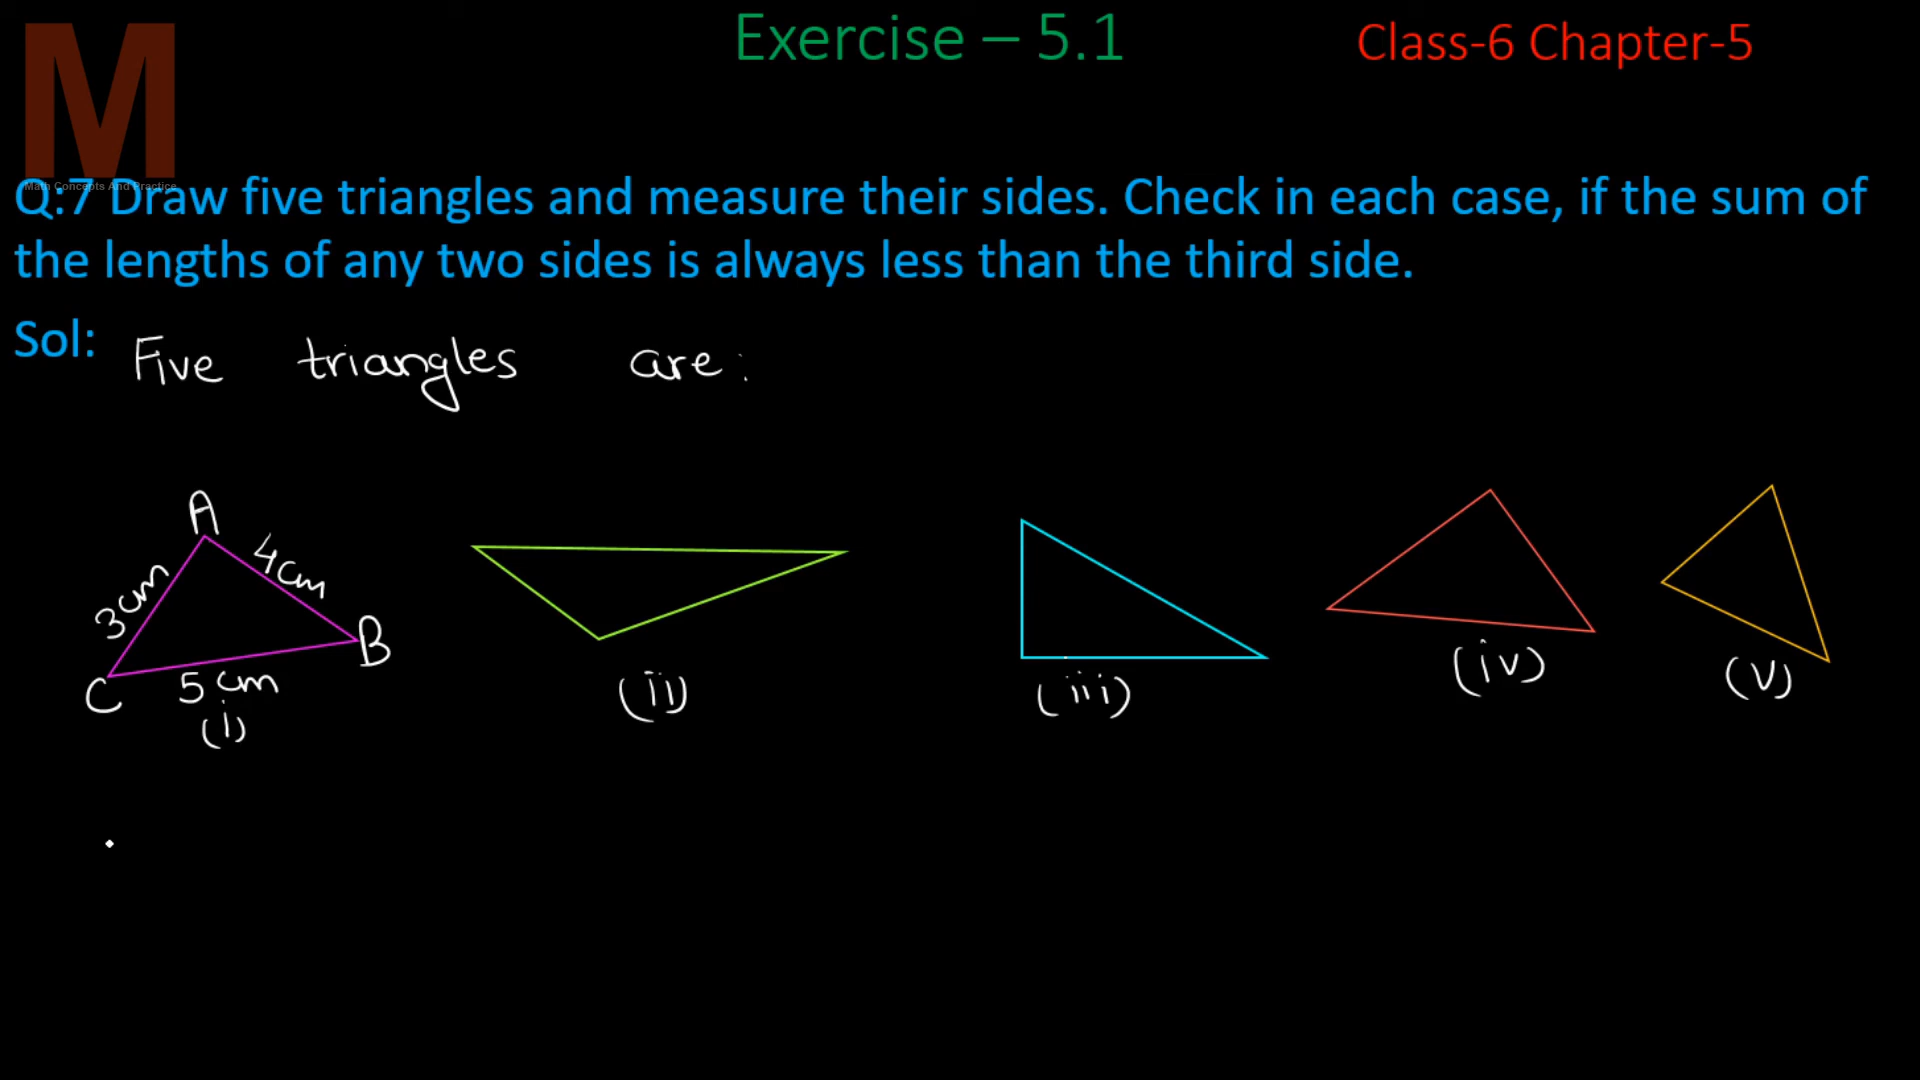 Exercise – 5.1
Class-6 Chapter-5
M
Math Concepts And Practice
Q:7 Draw five triangles and measure their sides. Check in each case, if the sum of
the lengths of any two sides is always less than the third side.
Sol: Five triangles are:
A
4cm
3cm
B
C
5cm
(i)
(ii)
(iii)
(iv)
(v)